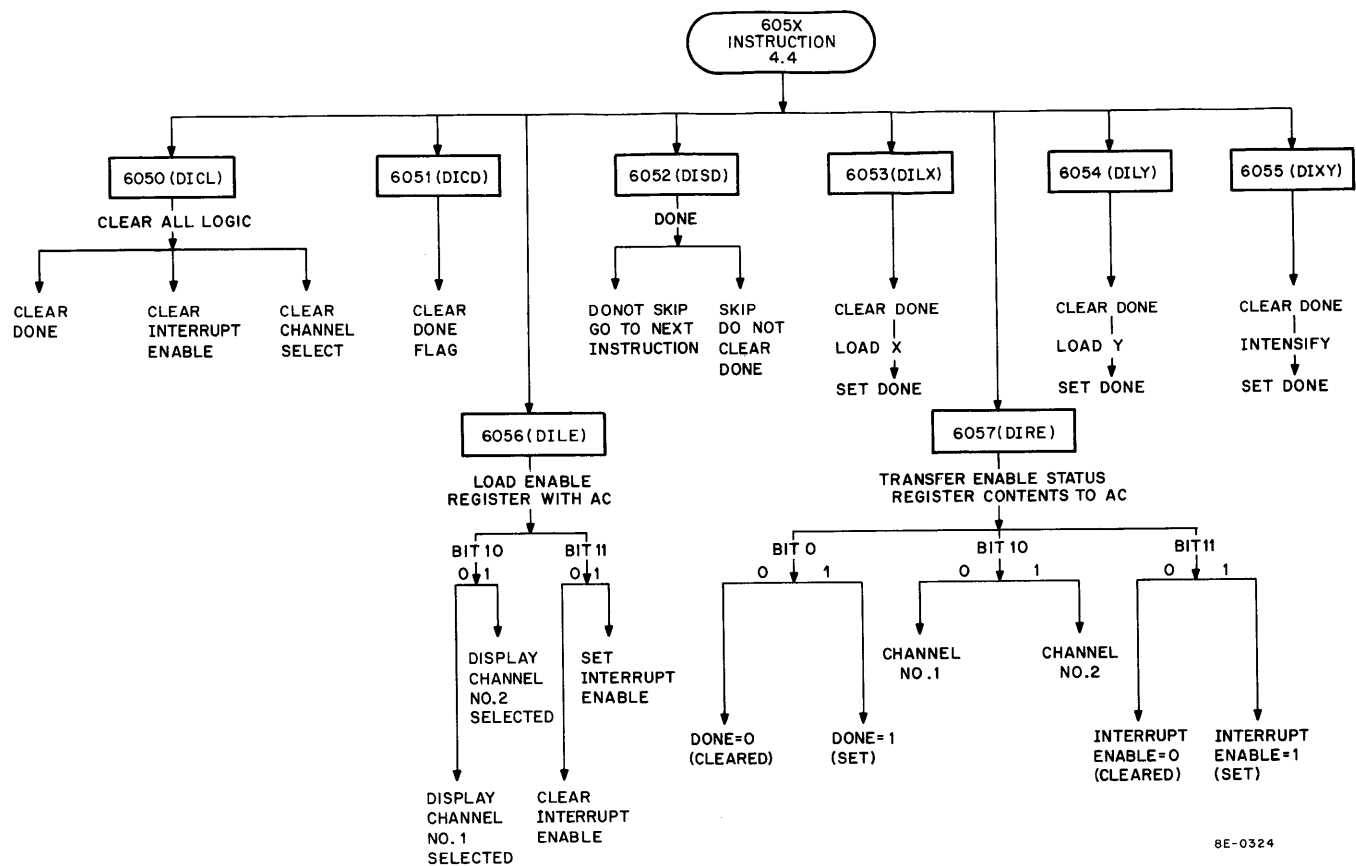 605X
INSTRUCTION
4.4
6050 (DICL)
6051 (DICD)
6052 (DISD)
6053 (DILX)
6054 (DILY)
6055 (DIXY)
CLEAR ALL LOGIC
DONE
CLEAR
DONE
CLEAR
INTERRUPT
ENABLE
CLEAR
CHANNEL
SELECT
CLEAR
DONE
FLAG
DONOT SKIP
GO TO NEXT
INSTRUCTION
SKIP
DO NOT
CLEAR
DONE
CLEAR DONE
LOAD X
SET DONE
CLEAR DONE
LOAD Y
SET DONE
CLEAR DONE
INTENSIFY
SET DONE
6056 (DILE)
LOAD ENABLE
REGISTER WITH AC
BIT 10
0 1
BIT 11
0 1
DISPLAY
CHANNEL
NO.2
SELECTED
SET
INTERRUPT
ENABLE
DISPLAY
CHANNEL
NO. 1
SELECTED
CLEAR
INTERRUPT
ENABLE
6057 (DIRE)
TRANSFER ENABLE STATUS
REGISTER CONTENTS TO AC
BIT 0
0 1
BIT 10
0 1
BIT 11
0 1
DONE=0
(CLEARED)
DONE=1
(SET)
CHANNEL
NO.1
CHANNEL
NO.2
INTERRUPT
ENABLE=0
(CLEARED)
INTERRUPT
ENABLE=1
(SET)
8E-0324